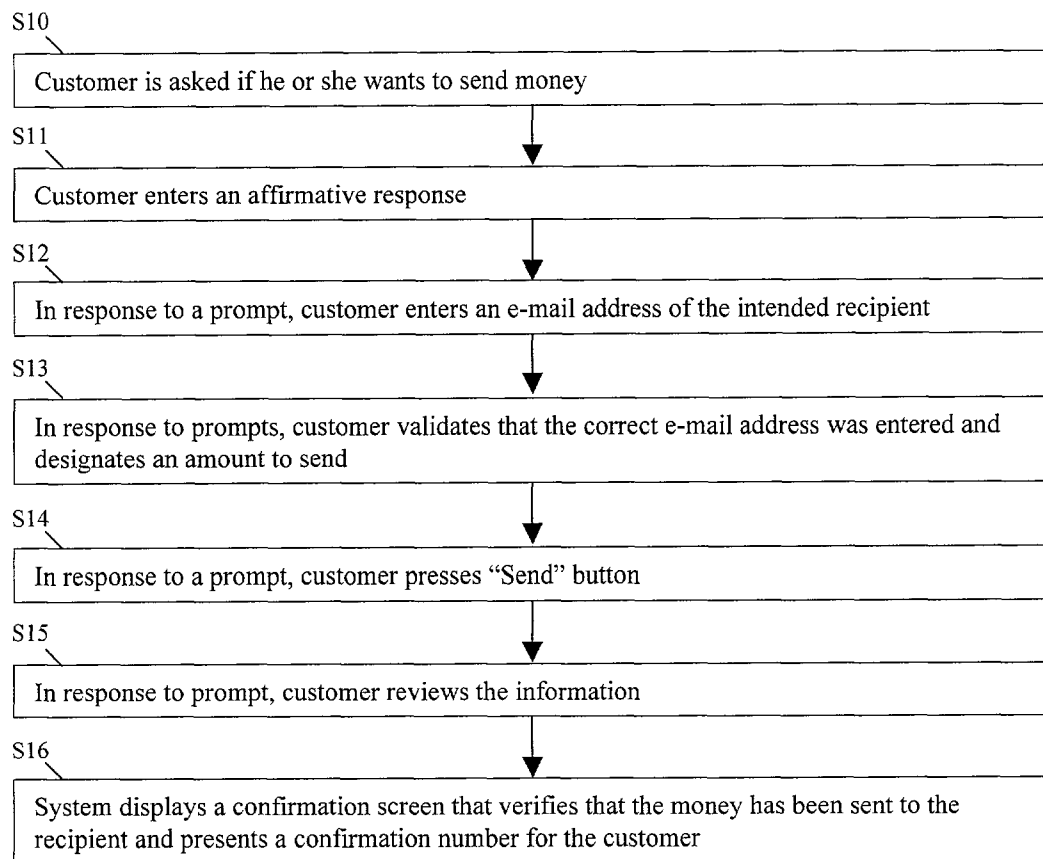 S10
Customer is asked if he or she wants to send money
S11
Customer enters an affirmative response
S12
In response to a prompt, customer enters an e-mail address of the intended recipient
S13
In response to prompts, customer validates that the correct e-mail address was entered and
designates an amount to send
S14
In response to a prompt, customer presses “Send” button
S15
In response to prompt, customer reviews the information
S16
System displays a confirmation screen that verifies that the money has been sent to the
recipient and presents a confirmation number for the customer